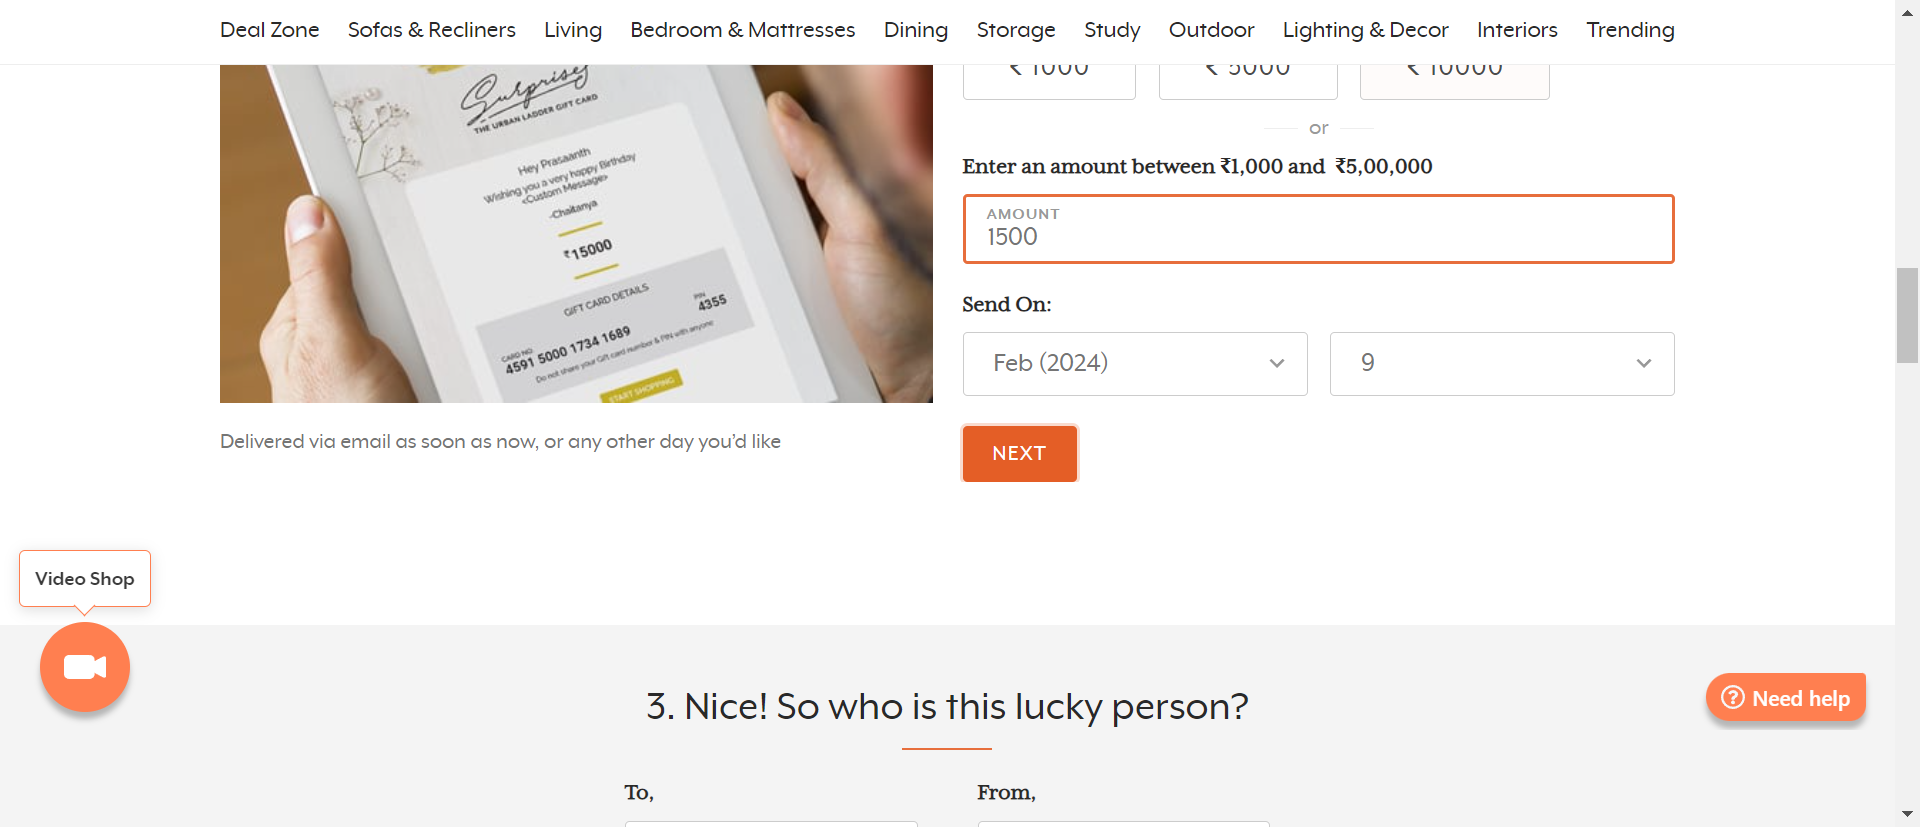 Deal Zone Sofas & Recliners Living Bedroom & Mattresses Dining Storage Study Outdoor Lighting & Decor Interiors Trending
Surprise
THE URBAN LADDER GIFT CARD
Hey Prasaanth
Wishing you a very happy Birthday
<Custom Message>
-Chaitanya
₹15000
GIFT CARD DETAILS
CARD NO.
4591 5000 1734 1689
PIN
4355
Do not share your Gift card number & PIN with anyone
START SHOPPING
Delivered via email as soon as now, or any other day you’d like
₹ 1000 ₹ 5000 ₹ 10000
or
Enter an amount between ₹1,000 and ₹5,00,000
AMOUNT
1500
Send On:
Feb (2024) 9
NEXT
Video Shop
3. Nice! So who is this lucky person?
To, From,
Need help